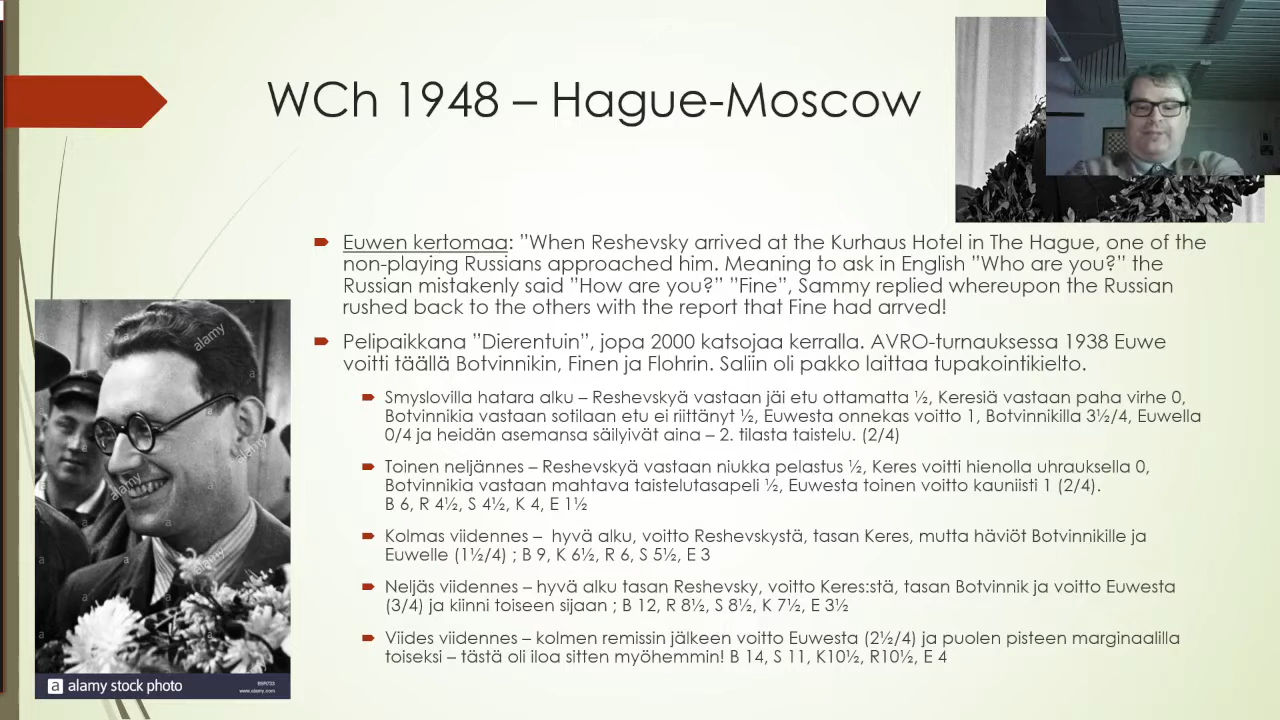 WCh 1948 – Hague-Moscow
Euwen kertomaa: ”When Reshevsky arrived at the Kurhaus Hotel in The Hague, one of the
non-playing Russians approached him. Meaning to ask in English ”Who are you?” the
Russian mistakenly said ”How are you?” ”Fine”, Sammy replied whereupon the Russian
rushed back to the others with the report that Fine had arrved!
Pelipaikkana ”Dierentuin”, jopa 2000 katsojaa kerralla. AVRO-turnauksessa 1938 Euwe
voitti täällä Botvinnikin, Finen ja Flohrin. Saliin oli pakko laittaa tupakointikielto.
Smyslovilla hatara alku – Reshevskyä vastaan jäi etu ottamatta ½, Keresiä vastaan paha virhe 0,
Botvinnikia vastaan sotilaan etu ei riittänyt ½, Euwesta onnekas voitto 1, Botvinnikilla 3½/4, Euwella
0/4 ja heidän asemansa säilyivät aina – 2. tilasta taistelu. (2/4)
Toinen neljännes – Reshevskyä vastaan niukka pelastus ½, Keres voitti hienolla uhrauksella 0,
Botvinnikia vastaan mahtava taistelutasapeli ½, Euwesta toinen voitto kauniisti 1 (2/4).
B 6, R 4½, S 4½, K 4, E 1½
Kolmas viidennes – hyvä alku, voitto Reshevskystä, tasan Keres, mutta häviöt Botvinnikille ja
Euwelle (1½/4) ; B 9, K 6½, R 6, S 5½, E 3
Neljäs viidennes – hyvä alku tasan Reshevsky, voitto Keres:stä, tasan Botvinnik ja voitto Euwesta
(3/4) ja kiinni toiseen sijaan ; B 12, R 8½, S 8½, K 7½, E 3½
Viides viidennes – kolmen remissin jälkeen voitto Euwesta (2½/4) ja puolen pisteen marginaalilla
toiseksi – tästä oli iloa sitten myöhemmin! B 14, S 11, K10½, R10½, E 4
alamy
alamy
alamy
alamy
a alamy stock photo
www.alamy.com